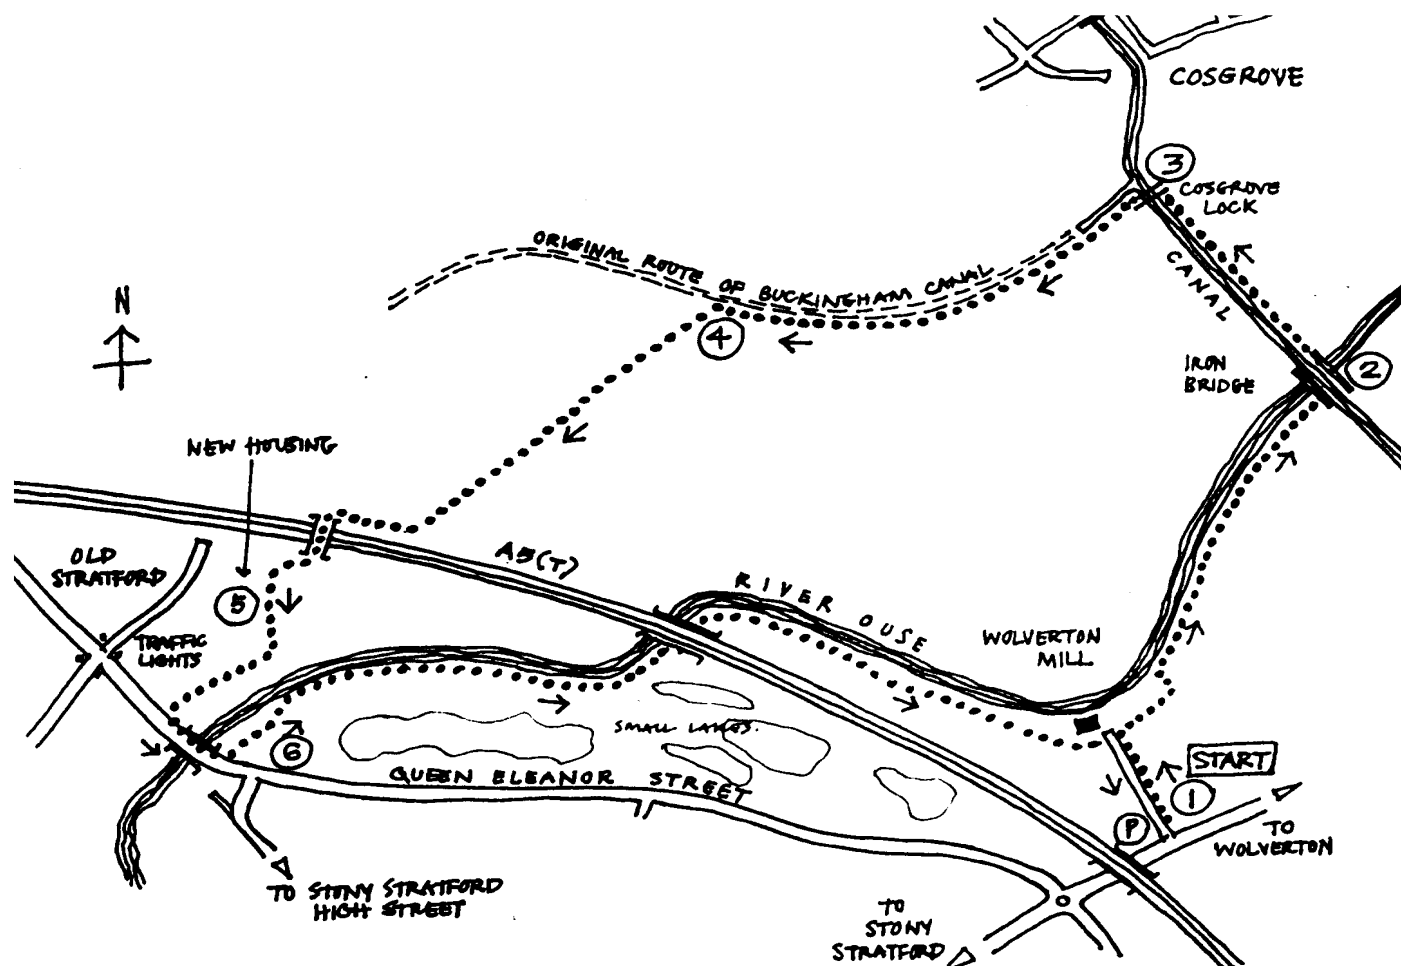 COSGROVE
3
COSGROVE
LOCK
CANAL
ORIGINAL ROUTE OF BUCKINGHAM CANAL
N
4
IRON
BRIDGE
2
NEW HOUSING
OLD
STRATFORD
A5(T)
5
RIVER OUSE
TRAFFIC
LIGHTS
WOLVERTON
MILL
SMALL LAKES.
6
QUEEN ELEANOR STREET
START
1
P
TO
WOLVERTON
TO STONY STRATFORD
HIGH STREET
TO
STONY
STRATFORD